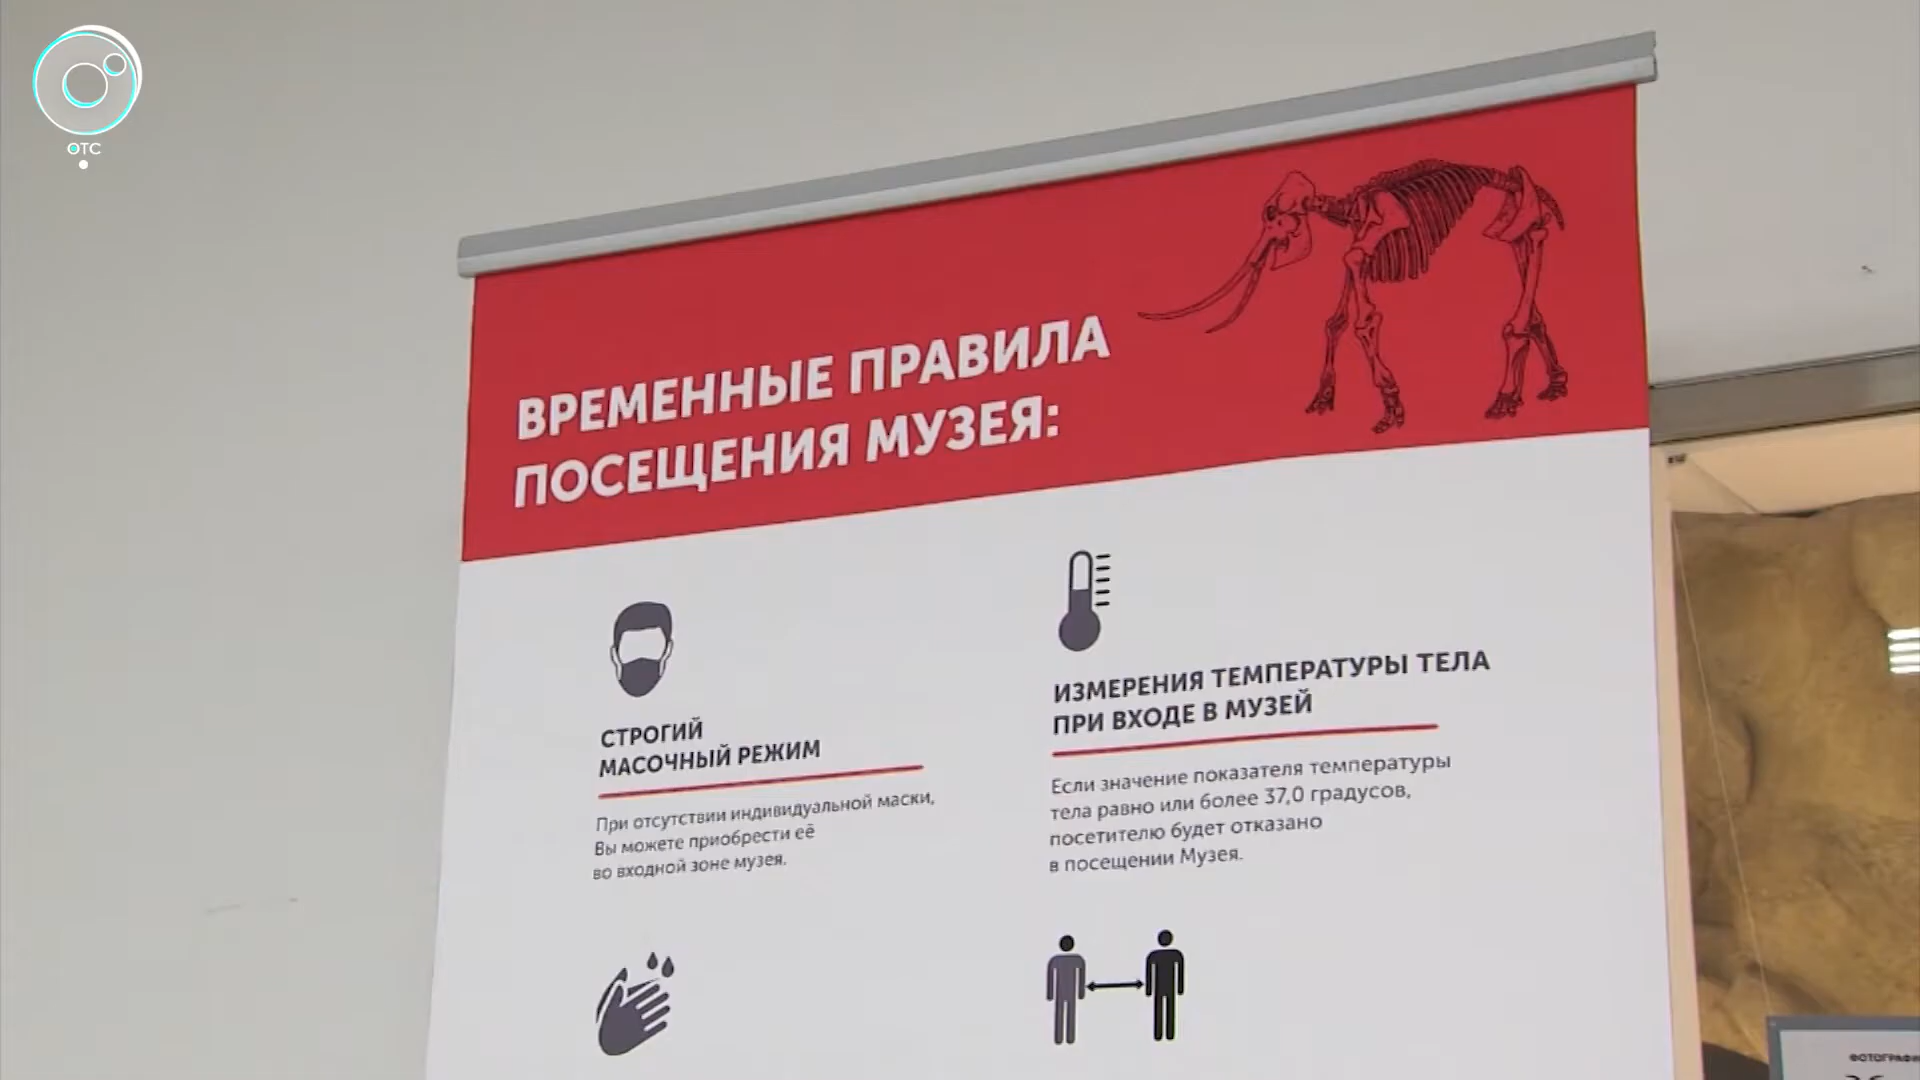 ОТС
ВРЕМЕННЫЕ ПРАВИЛА
ПОСЕЩЕНИЯ МУЗЕЯ:
СТРОГИЙ
МАСОЧНЫЙ РЕЖИМ
При отсутствии индивидуальной маски,
Вы можете приобрести её
во входной зоне музея.
ИЗМЕРЕНИЯ ТЕМПЕРАТУРЫ ТЕЛА
ПРИ ВХОДЕ В МУЗЕЙ
Если значение показателя температуры
тела равно или более 37,0 градусов,
посетителю будет отказано
в посещении Музея.